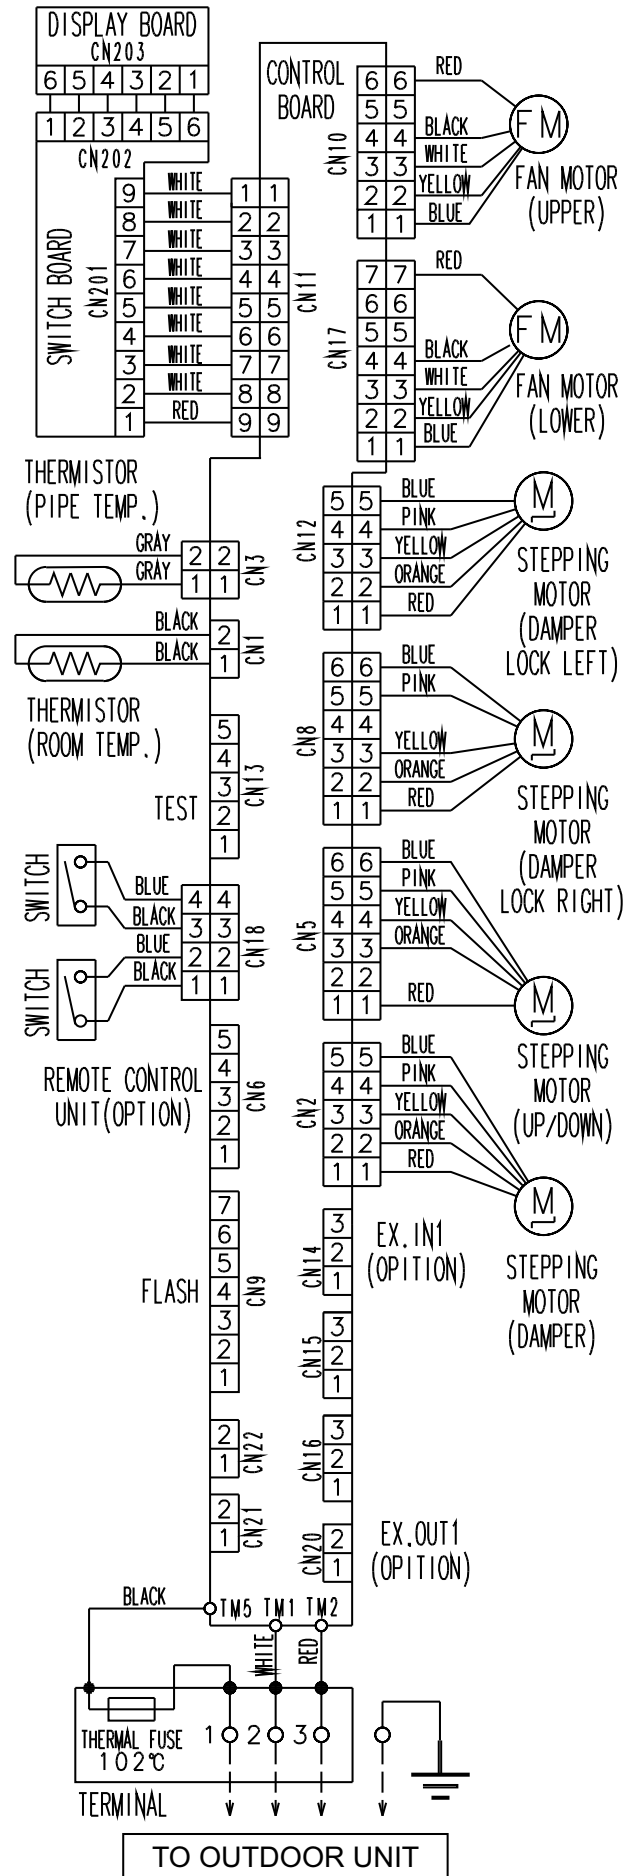 DISPLAY BOARD
CN203
6 5 4 3 2 1
1 2 3 4 5 6
CN202
SWITCH BOARD
CN201
9 WHITE 1 1
8 WHITE 2 2
7 WHITE 3 3
6 WHITE 4 4
5 WHITE 5 5
4 WHITE 6 6
3 WHITE 7 7
2 WHITE 8 8
1 RED 9 9
CN11
CONTROL
BOARD
CN10
6 6 RED
5 5
4 4 BLACK
3 3 WHITE
2 2 YELLOW
1 1 BLUE
FM
FAN MOTOR
(UPPER)
CN17
7 7 RED
6 6
5 5
4 4 BLACK
3 3 WHITE
2 2 YELLOW
1 1 BLUE
FM
FAN MOTOR
(LOWER)
THERMISTOR
(PIPE TEMP.)
GRAY 2 2
GRAY 1 1
CN3
BLACK 2
BLACK 1
CN1
THERMISTOR
(ROOM TEMP.)
CN12
5 5 BLUE
4 4 PINK
3 3 YELLOW
2 2 ORANGE
1 1 RED
M
STEPPING
MOTOR
(DAMPER
LOCK LEFT)
CN8
6 6 BLUE
5 5 PINK
4 4
3 3 YELLOW
2 2 ORANGE
1 1 RED
M
STEPPING
MOTOR
(DAMPER
LOCK RIGHT)
TEST
5
4
3
2
1
CN13
SWITCH
BLUE 4 4
BLACK 3 3
BLUE 2 2
BLACK 1 1
CN18
SWITCH
CN5
6 6 BLUE
5 5 PINK
4 4 YELLOW
3 3 ORANGE
2 2
1 1 RED
M
STEPPING
MOTOR
(UP/DOWN)
REMOTE CONTROL
UNIT(OPTION)
5
4
3
2
1
CN6
CN2
5 5 BLUE
4 4 PINK
3 3 YELLOW
2 2 ORANGE
1 1 RED
M
STEPPING
MOTOR
(DAMPER)
FLASH
7
6
5
4
3
2
1
CN9
CN14
3
2
1
EX.IN1
(OPITION)
CN15
3
2
1
CN16
3
2
1
2
1
CN22
2
1
CN21
CN20
2
1
EX.OUT1
(OPITION)
BLACK
TM5 TM1 TM2
WHITE
RED
THERMAL FUSE
102℃
1 2 3
TERMINAL
TO OUTDOOR UNIT